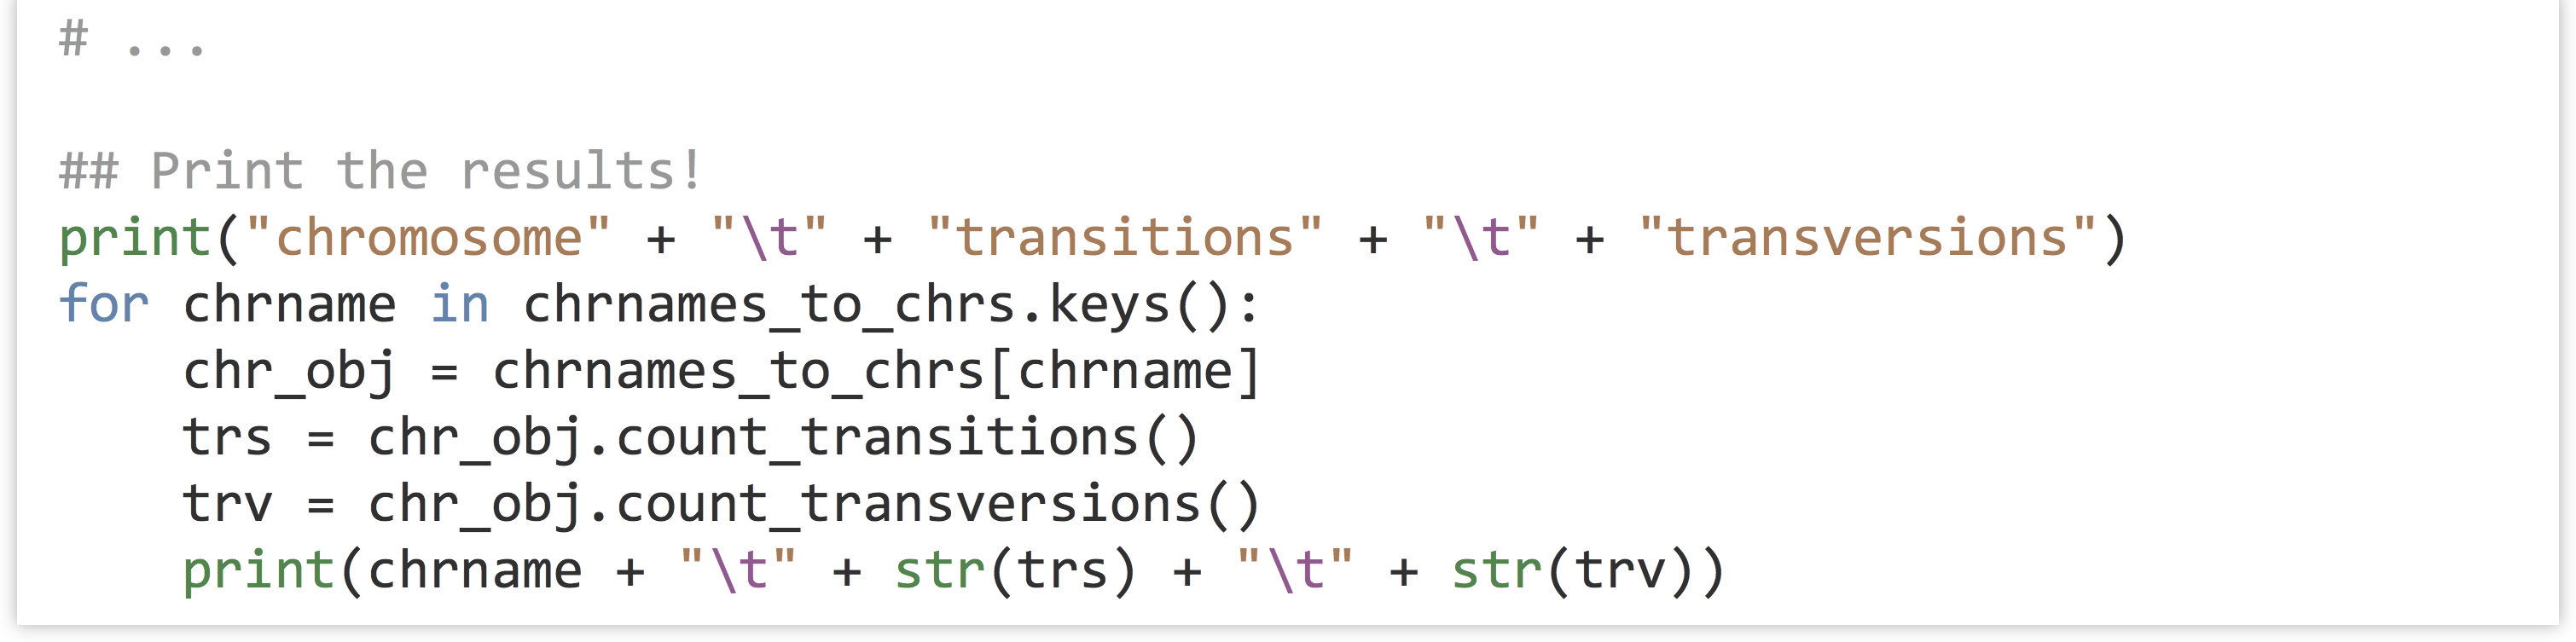 # ...
## Print the results!
print("chromosome" + "\t" + "transitions" + "\t" + "transversions")
for chrname in chrnames_to_chrs.keys():
    chr_obj = chrnames_to_chrs[chrname]
    trs = chr_obj.count_transitions()
    trv = chr_obj.count_transversions()
    print(chrname + "\t" + str(trs) + "\t" + str(trv))